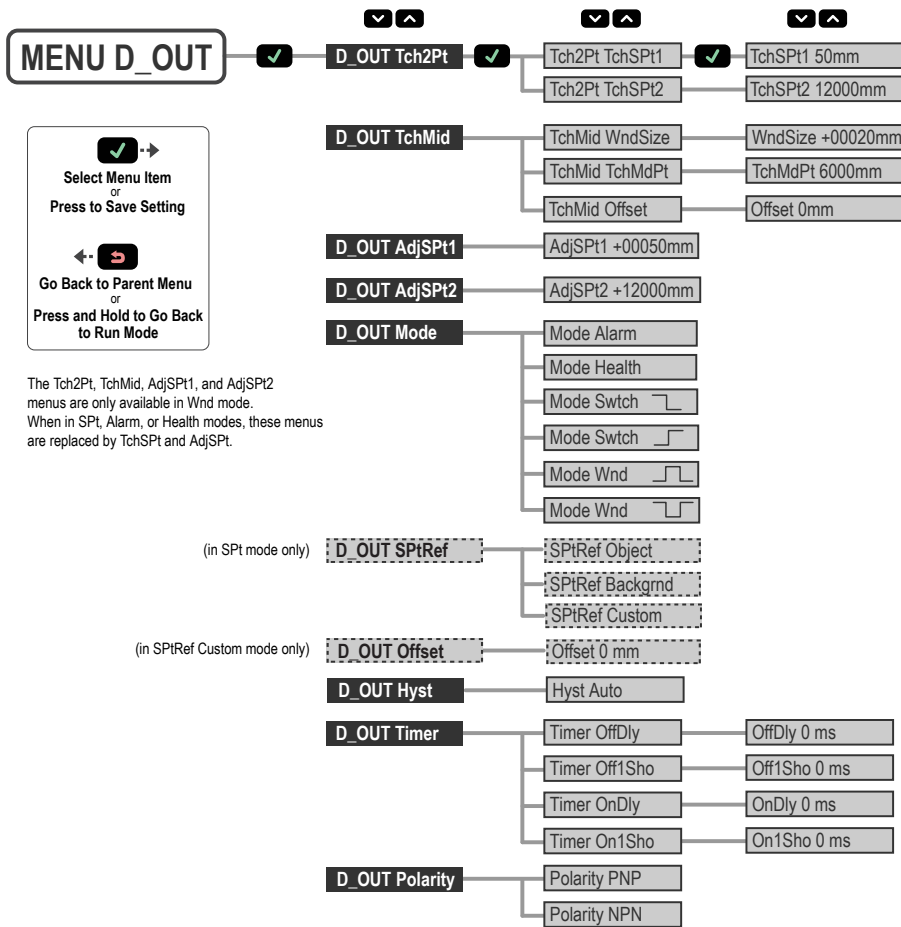 MENU D_OUT
D_OUT Tch2Pt
Tch2Pt TchSPt1
TchSPt1 50mm
Tch2Pt TchSPt2
TchSPt2 12000mm
Select Menu Item
or
Press to Save Setting
Go Back to Parent Menu
or
Press and Hold to Go Back
to Run Mode
The Tch2Pt, TchMid, AdjSPt1, and AdjSPt2
menus are only available in Wnd mode.
When in SPt, Alarm, or Health modes, these menus
are replaced by TchSPt and AdjSPt.
D_OUT TchMid
TchMid WndSize
WndSize +00020mm
TchMid TchMdPt
TchMdPt 6000mm
TchMid Offset
Offset 0mm
D_OUT AdjSPt1
AdjSPt1 +00050mm
D_OUT AdjSPt2
AdjSPt2 +12000mm
D_OUT Mode
Mode Alarm
Mode Health
Mode Swtch
Mode Swtch
Mode Wnd
Mode Wnd
(in SPt mode only)
D_OUT SPtRef
SPtRef Object
SPtRef Backgrnd
SPtRef Custom
(in SPtRef Custom mode only)
D_OUT Offset
Offset 0 mm
D_OUT Hyst
Hyst Auto
D_OUT Timer
Timer OffDly
OffDly 0 ms
Timer Off1Sho
Off1Sho 0 ms
Timer OnDly
OnDly 0 ms
Timer On1Sho
On1Sho 0 ms
D_OUT Polarity
Polarity PNP
Polarity NPN